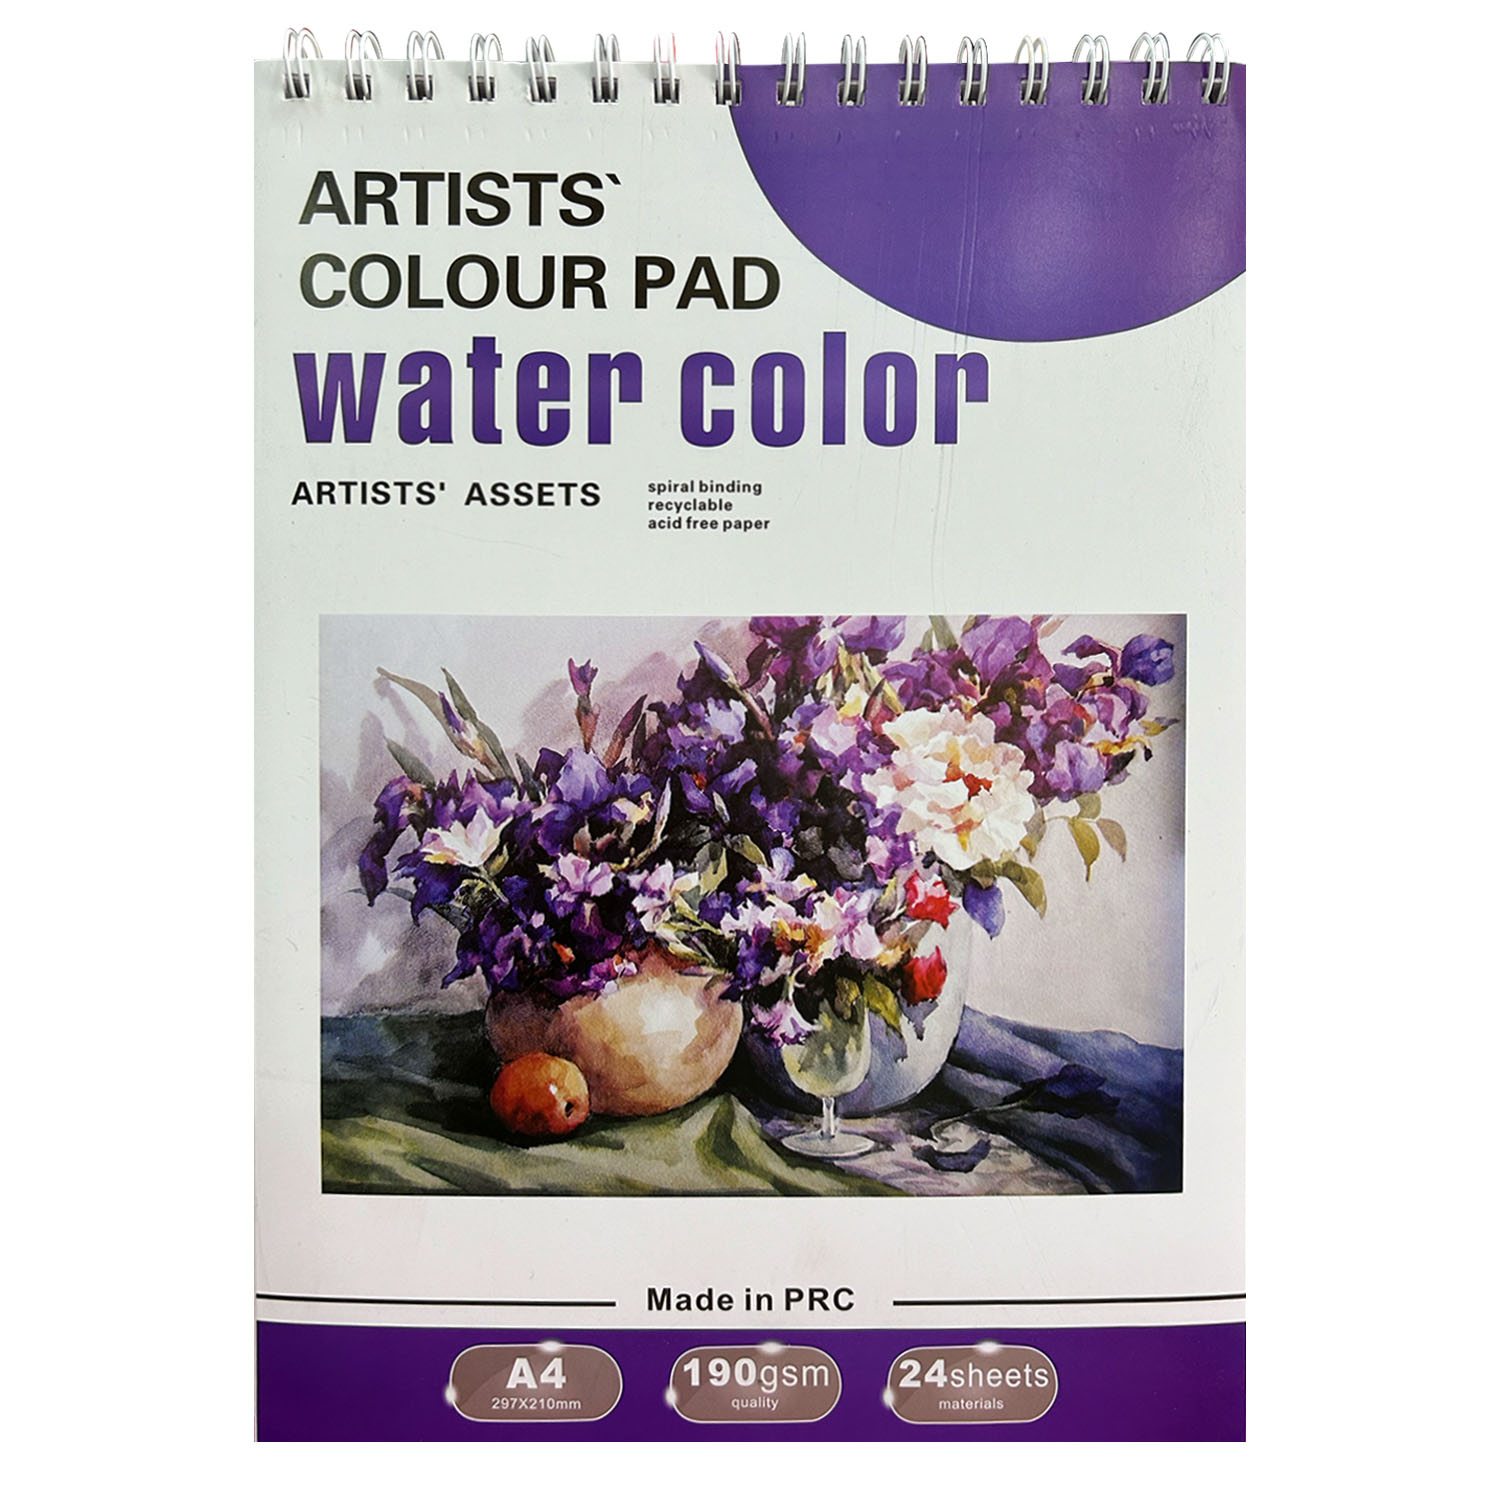 ARTISTS`
COLOUR PAD
water color
ARTISTS' ASSETS
spiral binding
recyclable
acid free paper
Made in PRC
A4
297X210mm
190gsm
quality
24sheets
materials